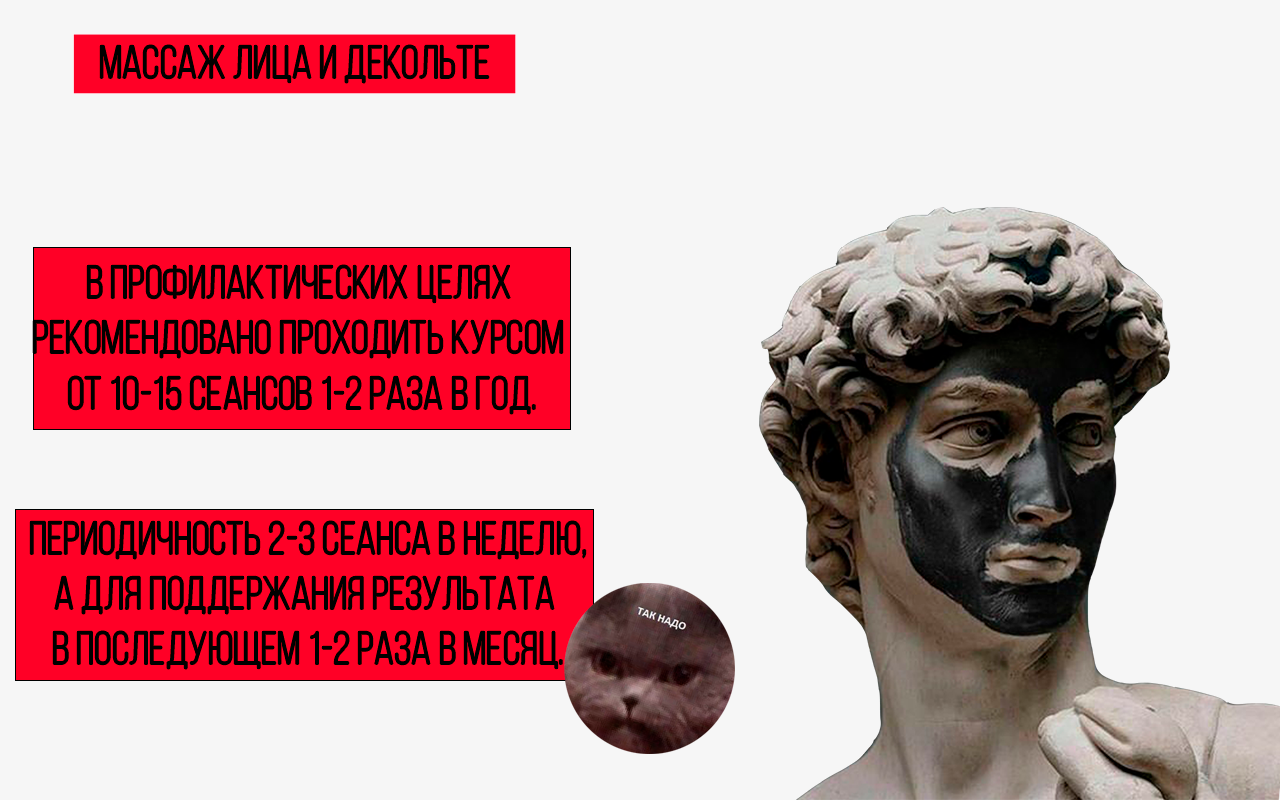 МАССАЖ ЛИЦА И ДЕКОЛЬТЕ
В ПРОФИЛАКТИЧЕСКИХ ЦЕЛЯХ
РЕКОМЕНДОВАНО ПРОХОДИТЬ КУРСОМ
ОТ 10-15 СЕАНСОВ 1-2 РАЗА В ГОД.
ПЕРИОДИЧНОСТЬ 2-3 СЕАНСА В НЕДЕЛЮ,
А ДЛЯ ПОДДЕРЖАНИЯ РЕЗУЛЬТАТА
В ПОСЛЕДУЮЩЕМ 1-2 РАЗА В МЕСЯЦ.
ТАК НАДО